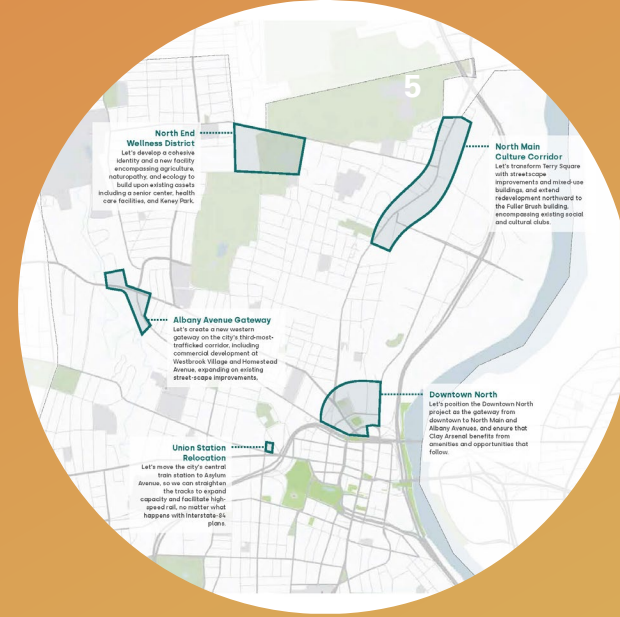 5
North End
Wellness District
Let's develop a cohesive
identity and a new facility
encompassing agriculture,
naturopathy, and ecology to
build upon existing assets
including a senior center, health
care facilities, and Keney Park.
North Main
Culture Corridor
Let's transform Terry Square
with streetscape
improvements and mixed-use
buildings, and extend
redevelopment northward to
the Fuller Brush building,
encompassing existing social
and cultural clubs.
Albany Avenue Gateway
Let's create a new western
gateway on the city's third-most-
trafficked corridor, including
commercial development at
Westbrook Village and Homestead
Avenue, expanding on existing
street-scape improvements.
Downtown North
Let's position the Downtown North
project as the gateway from
downtown to North Main and
Albany Avenues, and ensure that
Clay Arsenal benefits from
amenities and opportunities that
follow.
Union Station
Relocation
Let's move the city's central
train station to Asylum
Avenue, so we can straighten
the tracks to expand
capacity and facilitate high-
speed rail, no matter what
happens with Interstate-84
plans.